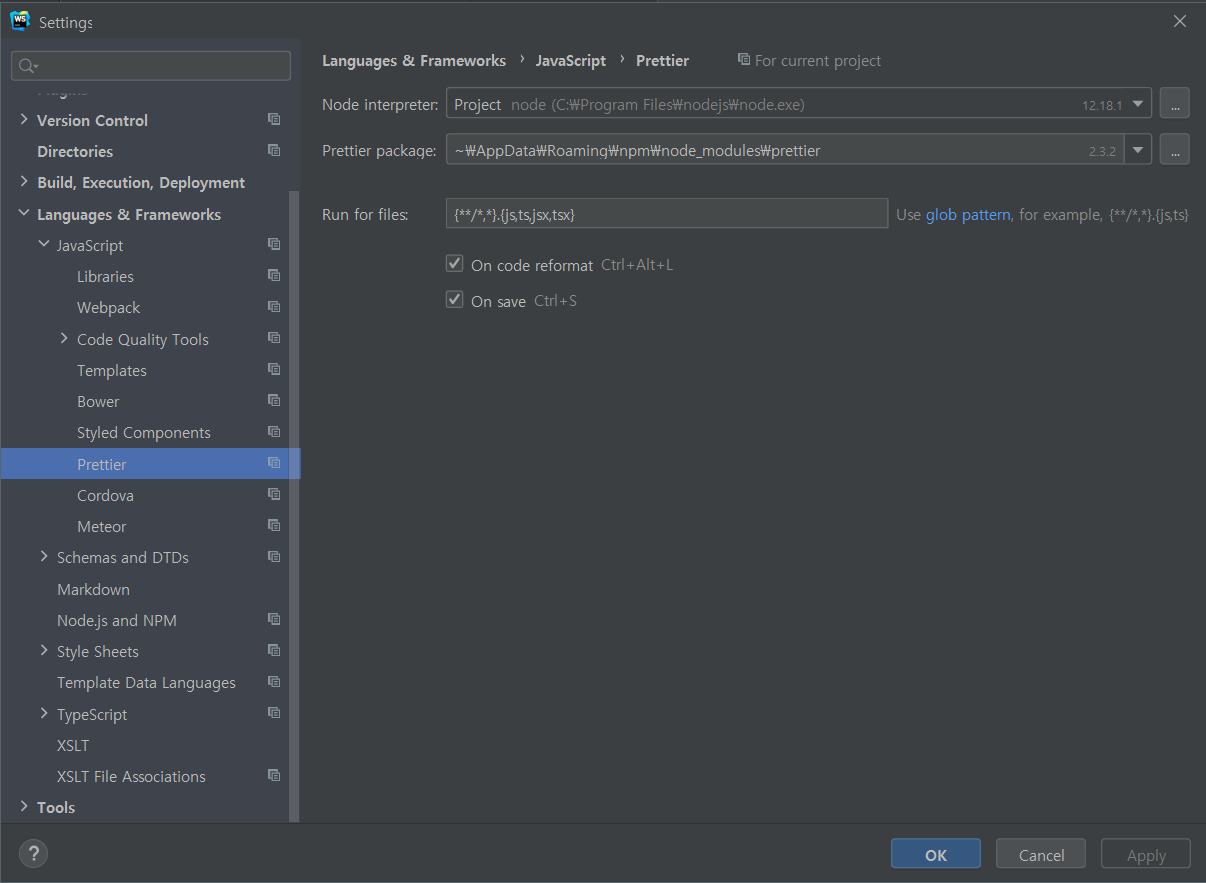 WS Settings
Plugins
Version Control
Directories
Build, Execution, Deployment
Languages & Frameworks
JavaScript
Libraries
Webpack
Code Quality Tools
Templates
Bower
Styled Components
Prettier
Cordova
Meteor
Schemas and DTDs
Markdown
Node.js and NPM
Style Sheets
Template Data Languages
TypeScript
XSLT
XSLT File Associations
Tools
Languages & Frameworks › JavaScript › Prettier For current project
Node interpreter: Project node (C:₩Program Files₩nodejs₩node.exe) 12.18.1 ...
Prettier package: ~₩AppData₩Roaming₩npm₩node_modules₩prettier 2.3.2 ...
Run for files: {**/*,*}.{js,ts,jsx,tsx} Use glob pattern, for example, {**/*,*}.{js,ts}
On code reformat Ctrl+Alt+L
On save Ctrl+S
? OK Cancel Apply